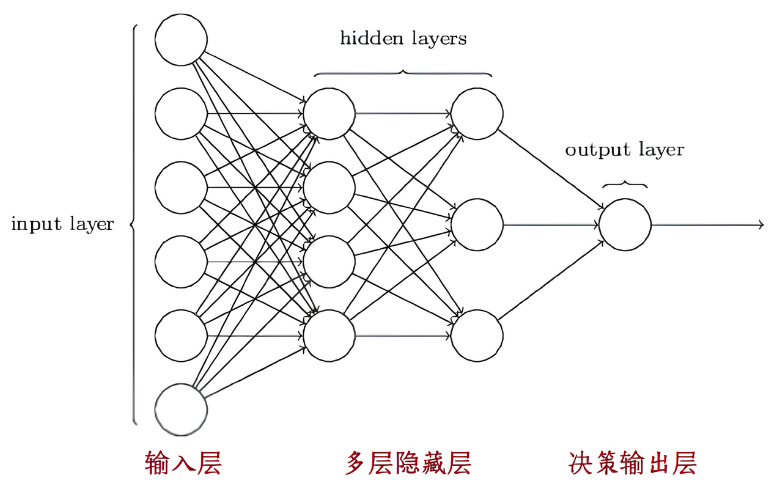 hidden layers
output layer
input layer
输入层
多层隐藏层
决策输出层